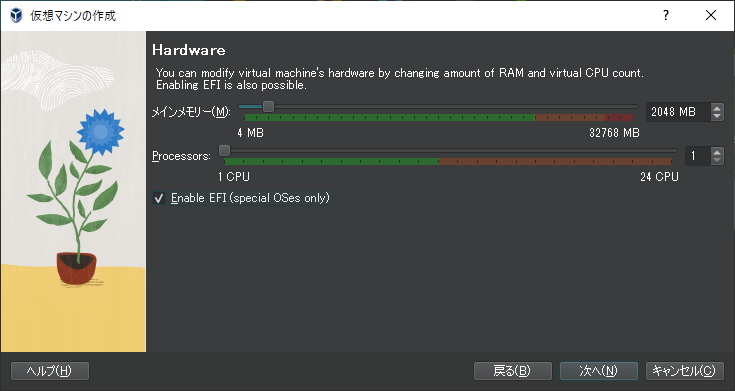 仮想マシンの作成
Hardware
You can modify virtual machine's hardware by changing amount of RAM and virtual CPU count.
Enabling EFI is also possible.
メインメモリー(M): 2048 MB
4 MB 32768 MB
Processors: 1
1 CPU 24 CPU
Enable EFI (special OSes only)
ヘルプ(H) 戻る(B) 次へ(N) キャンセル(C)